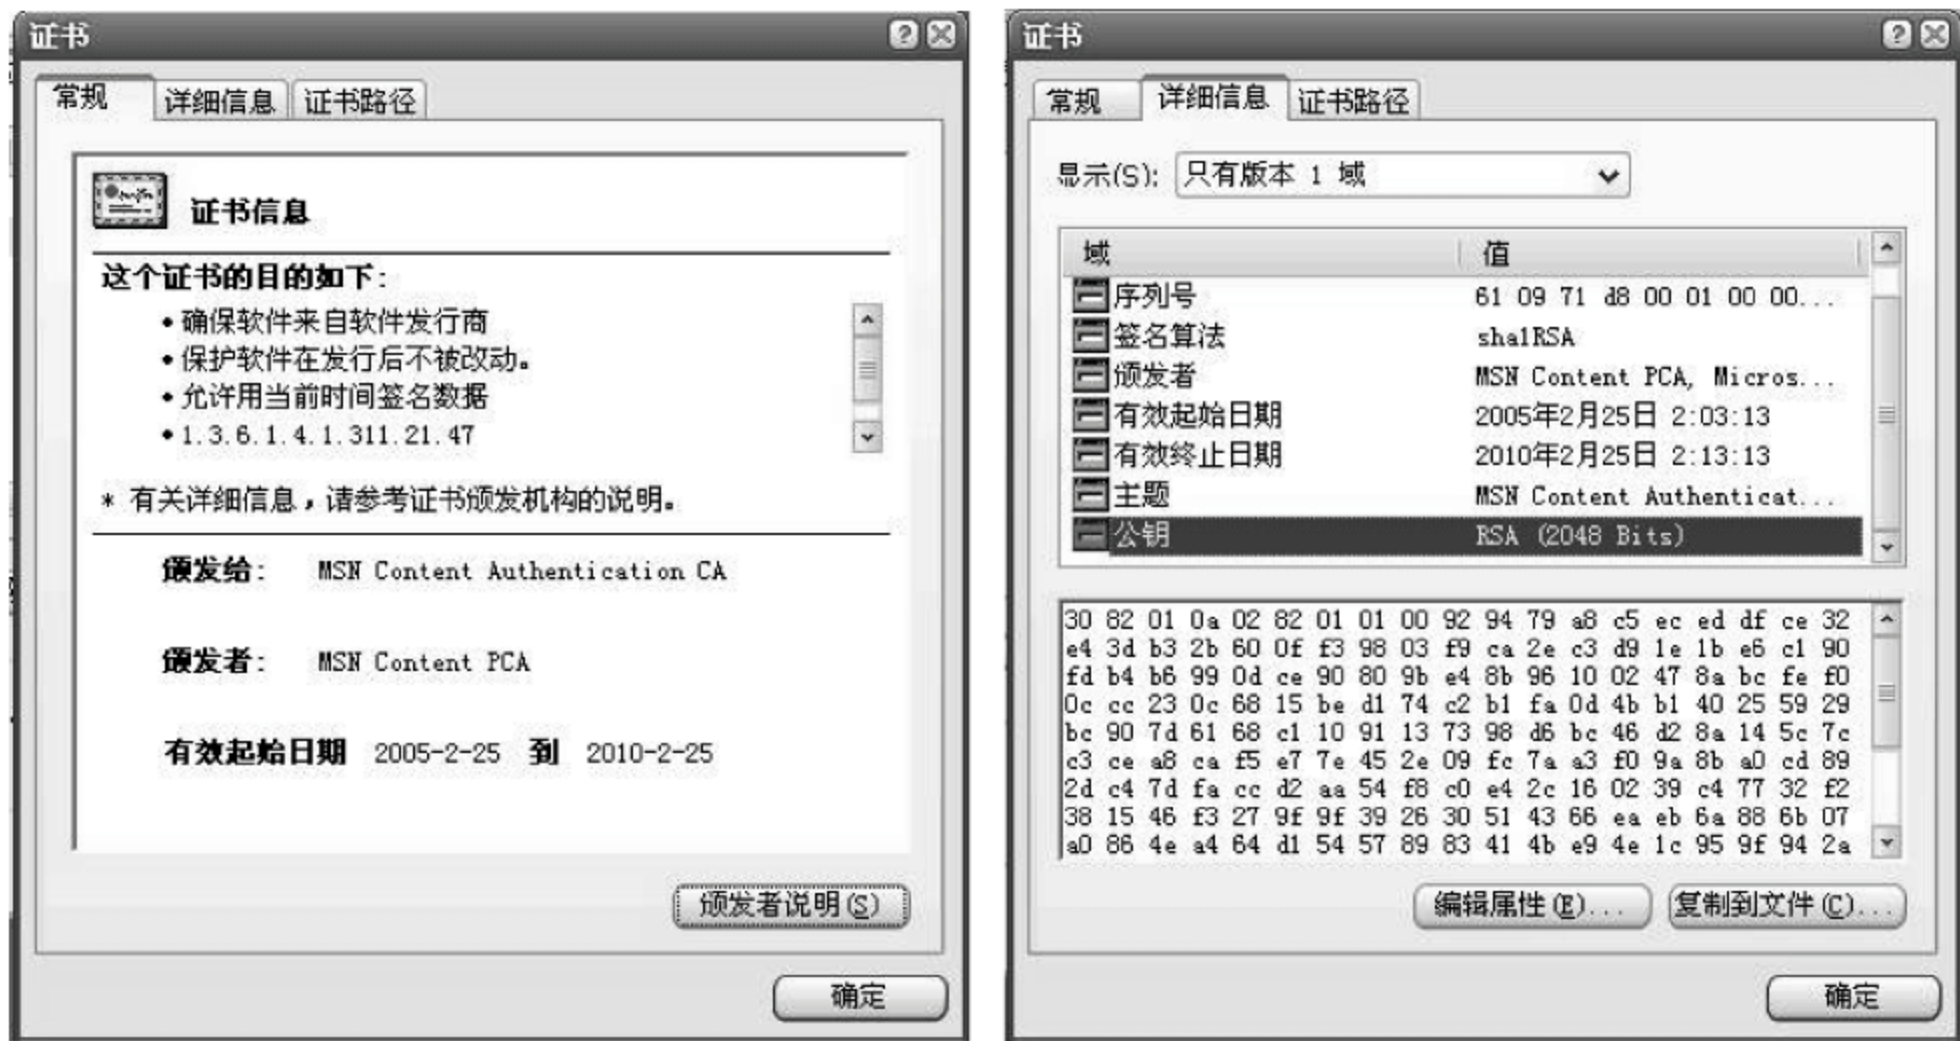 证书
常规 详细信息 证书路径
证书信息
这个证书的目的如下:
•确保软件来自软件发行商
•保护软件在发行后不被改动。
•允许用当前时间签名数据
•1.3.6.1.4.1.311.21.47
* 有关详细信息，请参考证书颁发机构的说明。
颁发给: MSN Content Authentication CA
颁发者: MSN Content PCA
有效起始日期 2005-2-25 到 2010-2-25
颁发者说明(S)
确定
证书
常规 详细信息 证书路径
显示(S): 只有版本 1 域
域 值
序列号 61 09 71 d8 00 01 00 00...
签名算法 sha1RSA
颁发者 MSN Content PCA, Micros...
有效起始日期 2005年2月25日 2:03:13
有效终止日期 2010年2月25日 2:13:13
主题 MSN Content Authenticat...
公钥 RSA (2048 Bits)
30 82 01 0a 02 82 01 01 00 92 94 79 a8 c5 ec ed df ce 32
e4 3d b3 2b 60 0f f3 98 03 f9 ca 2e c3 d9 1e 1b e6 c1 90
fd b4 b6 99 0d ce 90 80 9b e4 8b 96 10 02 47 8a bc fe f0
0c cc 23 0c 68 15 be d1 74 c2 b1 fa 0d 4b b1 40 25 59 29
bc 90 7d 61 68 c1 10 91 13 73 98 d6 bc 46 d2 8a 14 5c 7c
c3 ce a8 ca f5 e7 7e 45 2e 09 fc 7a a3 f0 9a 8b a0 cd 89
2d c4 7d fa cc d2 aa 54 f8 c0 e4 2c 16 02 39 c4 77 32 f2
38 15 46 f3 27 9f 9f 39 26 30 51 43 66 ea eb 6a 88 6b 07
a0 86 4e a4 64 d1 54 57 89 83 41 4b e9 4e 1c 95 9f 94 2a
编辑属性(E)... 复制到文件(C)...
确定